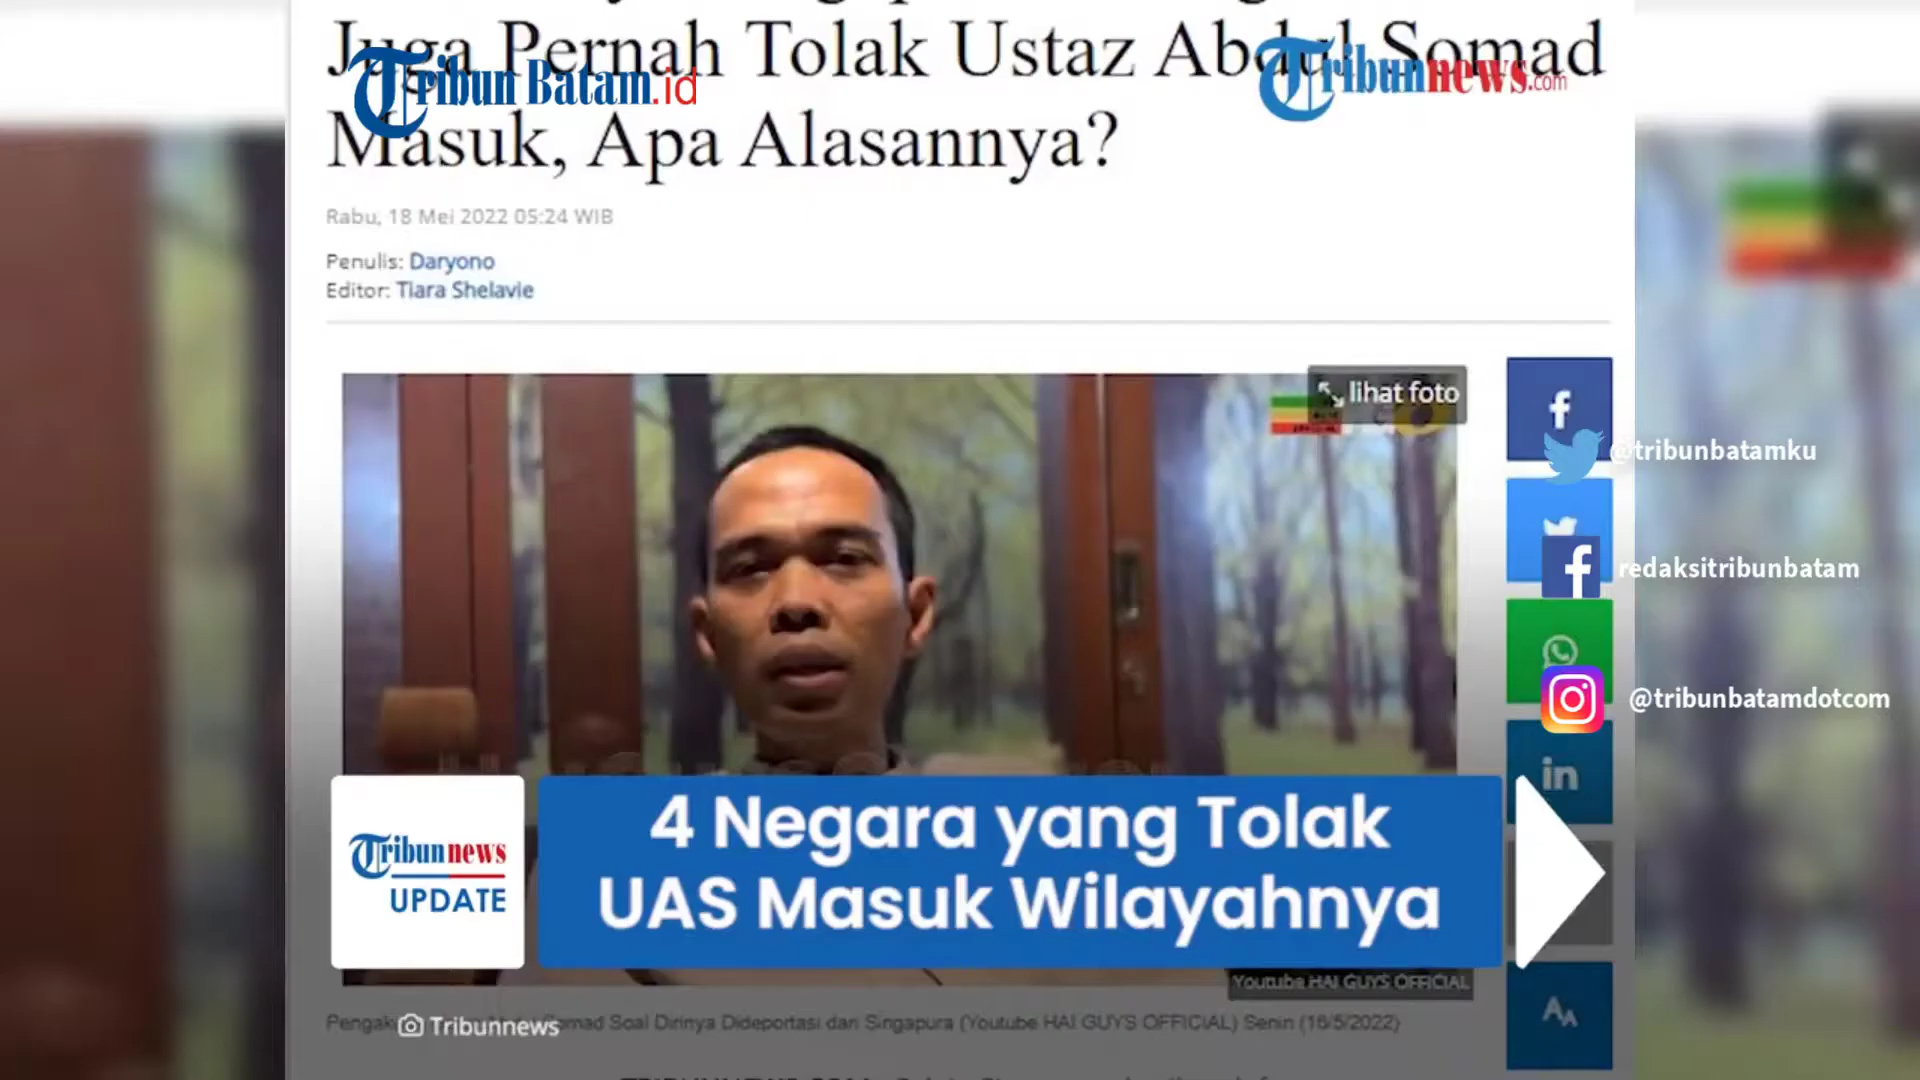 Juga Pernah Tolak Ustaz Abdul Somad
Masuk, Apa Alasannya?
Tribun Batam.id
Tribunnews.com
Rabu, 18 Mei 2022 05:24 WIB
Penulis: Daryono
Editor: Tiara Shelavie
lihat foto
@tribunbatamku
redaksitribunbatam
@tribunbatamdotcom
in
Tribunnews
UPDATE
4 Negara yang Tolak
UAS Masuk Wilayahnya
Youtube HAI GUYS OFFICIAL
Somad Soal Dirinya Dideportasi dari Singapura (Youtube HAI GUYS OFFICIAL) Senin (16/5/2022)
Tribunnews
AA